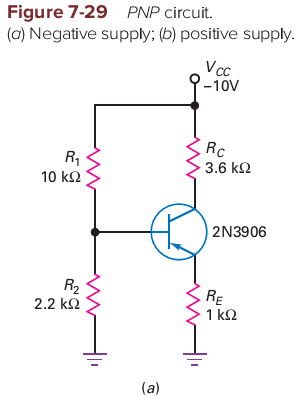 Figure 7-29 PNP circuit.
(a) Negative supply; (b) positive supply.
VCC
–10V
R1
10 kΩ
RC
3.6 kΩ
2N3906
R2
2.2 kΩ
RE
1 kΩ
(a)